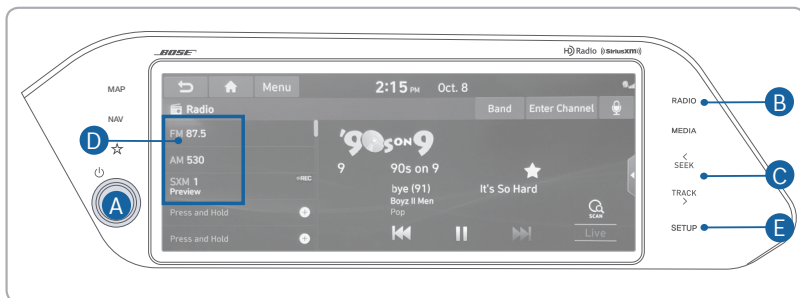 BOSE
HD Radio ((SiriusXM))
MAP
NAV
RADIO
MEDIA
SEEK
TRACK
SETUP
Menu
2:15 PM Oct. 8
Radio
Band
Enter Channel
FM 87.5
AM 530
SXM 1
Preview
•REC
Press and Hold
Press and Hold
'90s ON 9
9
90s on 9
bye (91)
Boyz II Men
Pop
It's So Hard
SCAN
Live
A
B
C
D
E